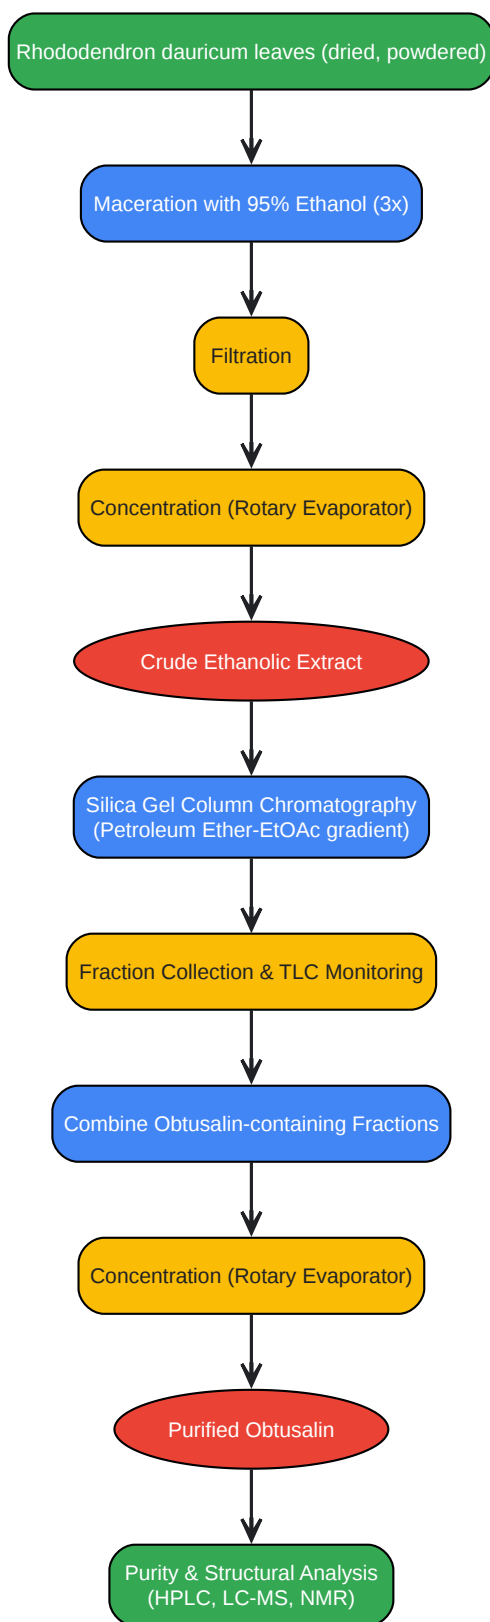 Rhododendron dauricum leaves (dried, powdered)
Maceration with 95% Ethanol (3x)
Filtration
Concentration (Rotary Evaporator)
Crude Ethanolic Extract
Silica Gel Column Chromatography
(Petroleum Ether-EtOAc gradient)
Fraction Collection & TLC Monitoring
Combine Obtusalin-containing Fractions
Concentration (Rotary Evaporator)
Purified Obtusalin
Purity & Structural Analysis
(HPLC, LC-MS, NMR)